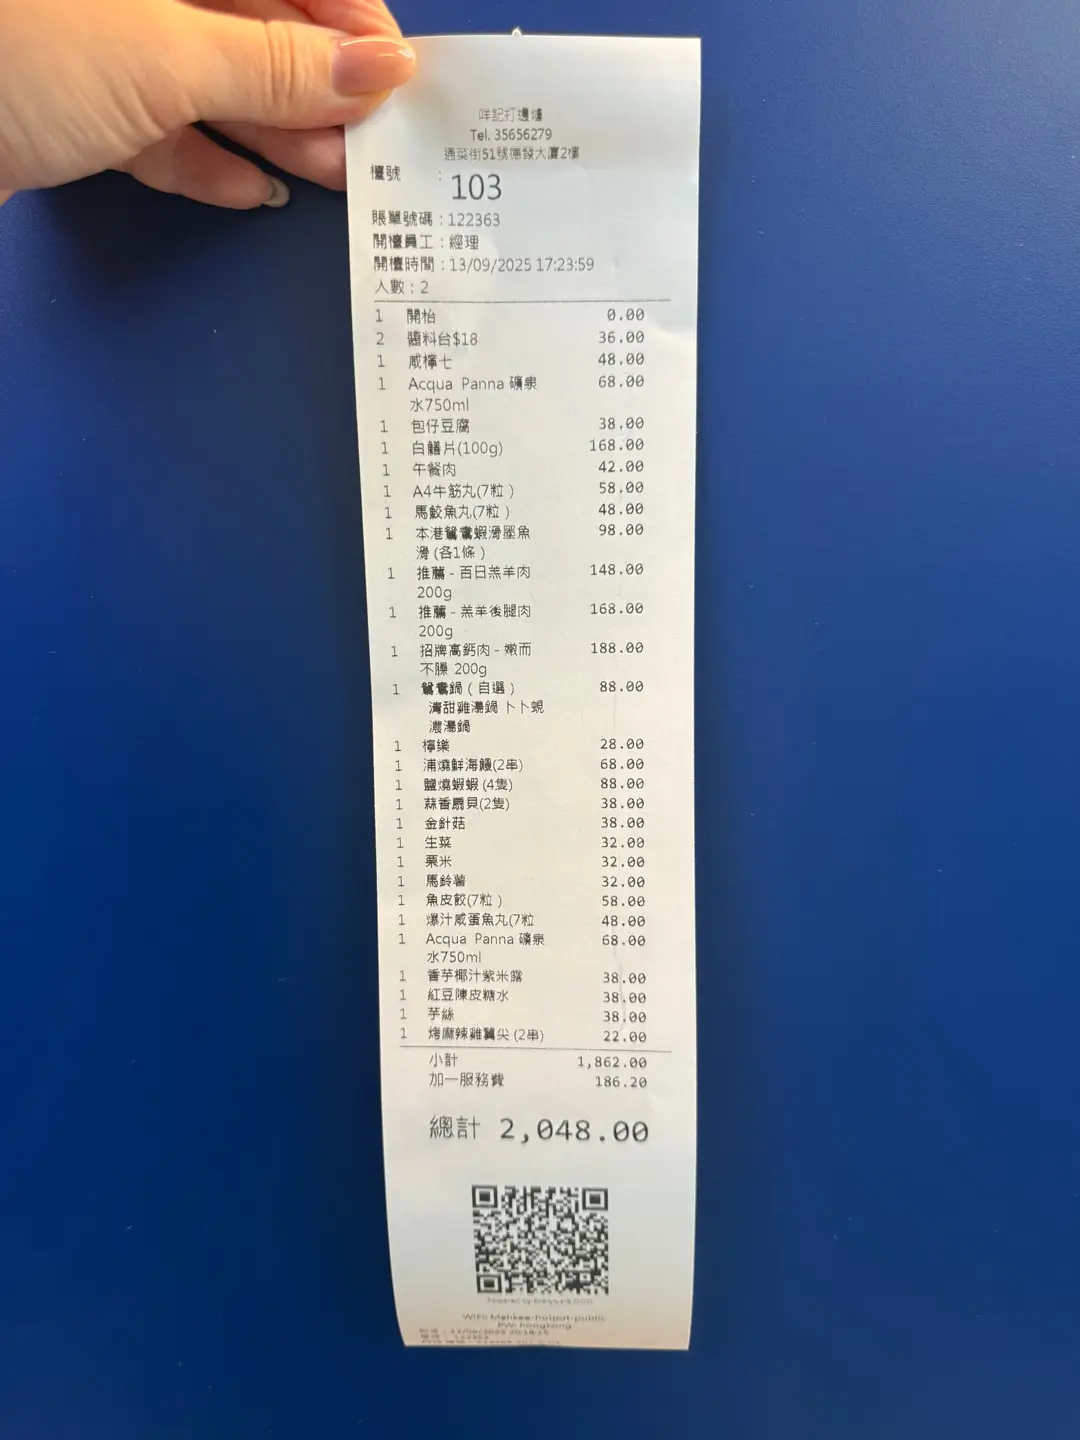 咩記打邊爐
Tel. 35656279
通菜街51號德發大廈2樓
檯號 : 103
賬單號碼 : 122363
開檯員工 : 經理
開檯時間 : 13/09/2025 17:23:59
人數 : 2
1 開枱 0.00
2 醬料台$18 36.00
1 咸檸七 48.00
1 Acqua Panna 礦泉 68.00
水750ml
1 包仔豆腐 38.00
1 白鱔片(100g) 168.00
1 午餐肉 42.00
1 A4牛筋丸(7粒 ) 58.00
1 馬鮫魚丸(7粒 ) 48.00
1 本港鴛鴦蝦滑墨魚 98.00
滑 (各1條 )
1 推薦 - 百日羔羊肉 148.00
200g
1 推薦 - 羔羊後腿肉 168.00
200g
1 招牌高鈣肉 - 嫩而 188.00
不羶 200g
1 鴛鴦鍋 ( 自選 ) 88.00
清甜雞湯鍋 卜卜蜆
濃湯鍋
1 檸樂 28.00
1 浦燒鮮海鰻(2串) 68.00
1 鹽燒蝦蝦 (4隻) 88.00
1 蒜香扇貝(2隻) 38.00
1 金針菇 38.00
1 生菜 32.00
1 粟米 32.00
1 馬鈴薯 32.00
1 魚皮餃(7粒 ) 58.00
1 爆汁咸蛋魚丸(7粒 48.00
1 Acqua Panna 礦泉 68.00
水750ml
1 香芋椰汁紫米露 38.00
1 紅豆陳皮糖水 38.00
1 芋絲 38.00
1 烤麻辣雞翼尖 (2串) 22.00
小計 1,862.00
加一服務費 186.20
總計 2,048.00
WiFi: Mehkee-hotpot-public
PW: hongkong